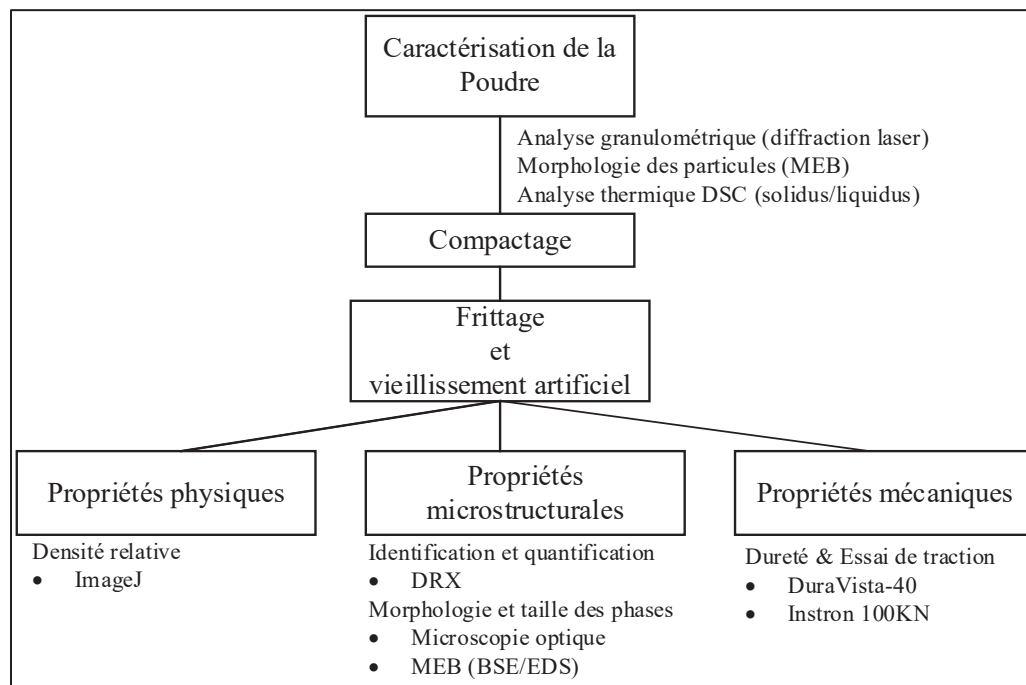 Caractérisation de la
Poudre
Analyse granulométrique (diffraction laser)
Morphologie des particules (MEB)
Analyse thermique DSC (solidus/liquidus)
Compactage
Frittage
et
vieillissement artificiel
Propriétés physiques
Densité relative
• ImageJ
Propriétés
microstructurales
Identification et quantification
• DRX
Morphologie et taille des phases
• Microscopie optique
• MEB (BSE/EDS)
Propriétés mécaniques
Dureté & Essai de traction
• DuraVista-40
• Instron 100KN